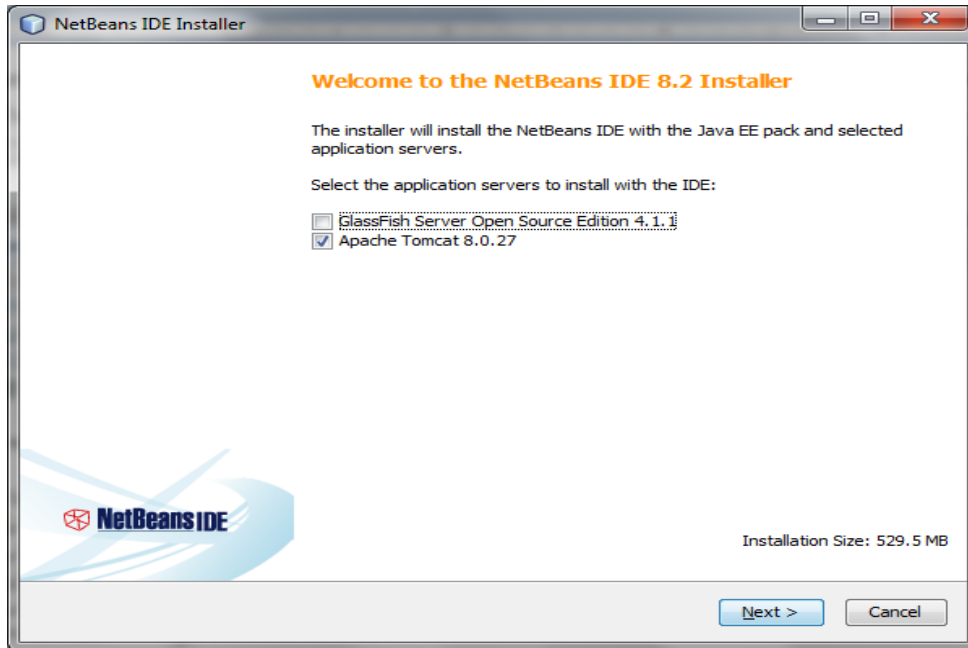 NetBeans IDE Installer
Welcome to the NetBeans IDE 8.2 Installer
The installer will install the NetBeans IDE with the Java EE pack and selected
application servers.
Select the application servers to install with the IDE:
GlassFish Server Open Source Edition 4.1.1
Apache Tomcat 8.0.27
NetBeans IDE
Installation Size: 529.5 MB
Next >
Cancel